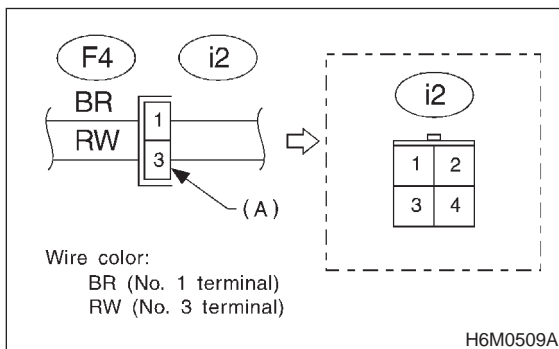 F4 i2
BR
RW
1
3
(A)
i2
1 2
3 4
Wire color:
BR (No. 1 terminal)
RW (No. 3 terminal)
H6M0509A